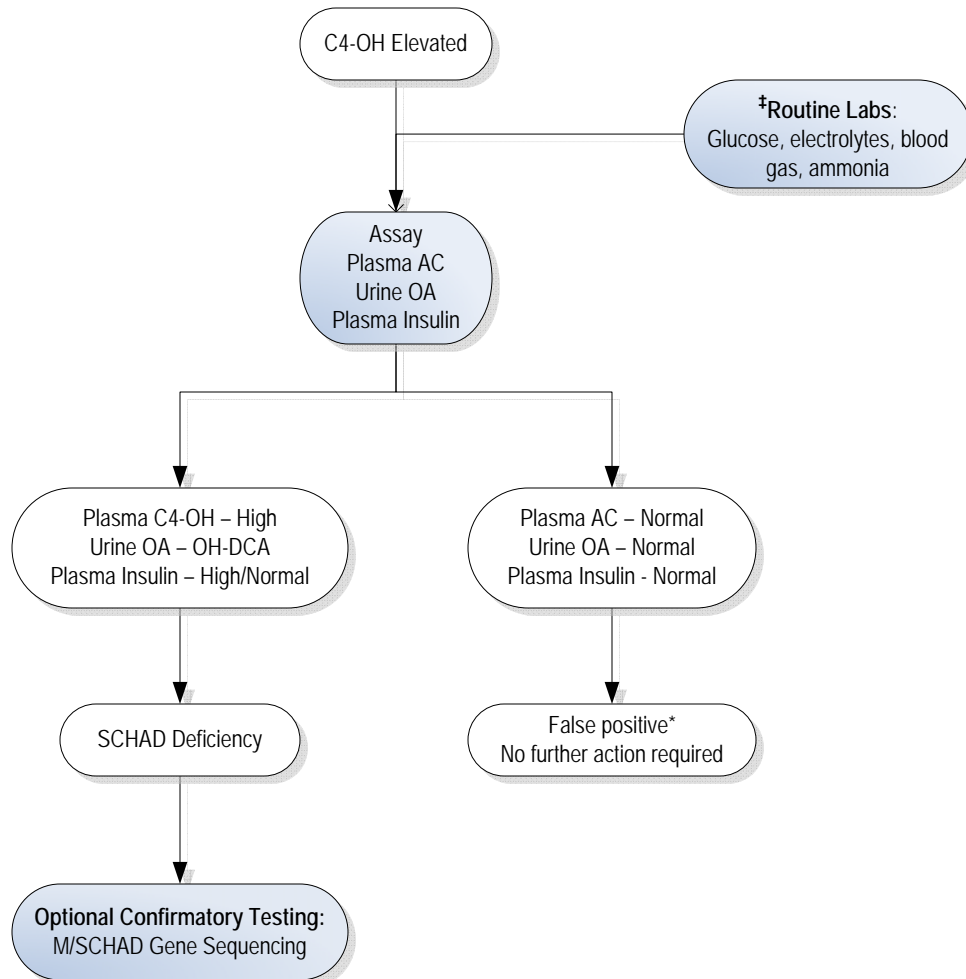 C4-OH Elevated
‡Routine Labs:
Glucose, electrolytes, blood
gas, ammonia
Assay
Plasma AC
Urine OA
Plasma Insulin
Plasma C4-OH – High
Urine OA – OH-DCA
Plasma Insulin – High/Normal
Plasma AC – Normal
Urine OA – Normal
Plasma Insulin - Normal
SCHAD Deficiency
False positive*
No further action required
Optional Confirmatory Testing:
M/SCHAD Gene Sequencing